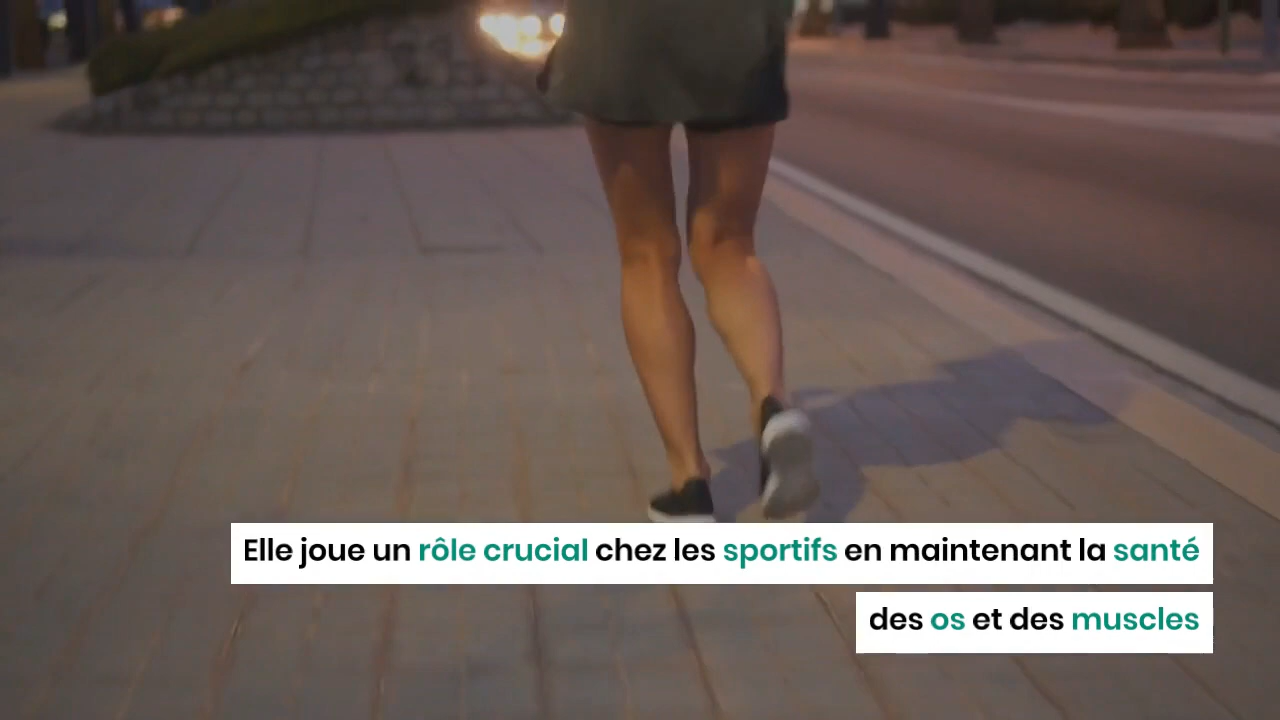 Elle joue un rôle crucial chez les sportifs en maintenant la santé
des os et des muscles